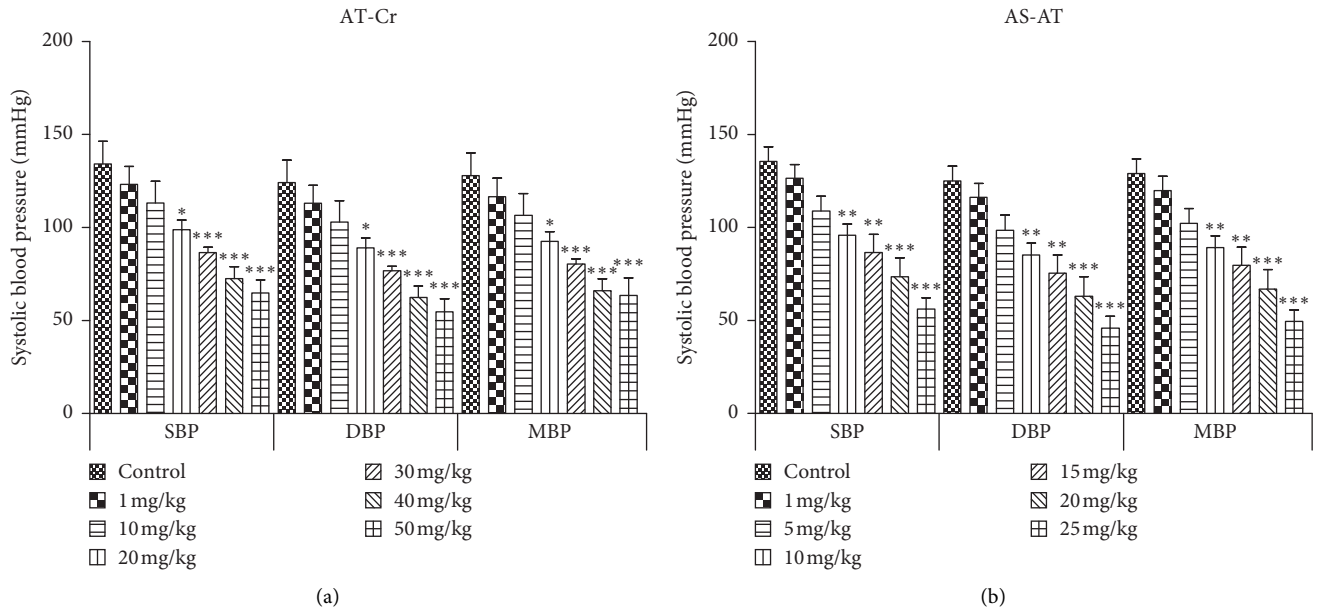 AT-Cr
Systolic blood pressure (mmHg)
200
150
100
50
0
*
***
***
***
*
***
***
***
*
***
***
***
SBP
DBP
MBP
Control
1 mg/kg
10 mg/kg
20 mg/kg
30 mg/kg
40 mg/kg
50 mg/kg
(a)
AS-AT
Systolic blood pressure (mmHg)
200
150
100
50
0
**
**
***
***
**
**
***
***
**
**
***
***
SBP
DBP
MBP
Control
1 mg/kg
5 mg/kg
10 mg/kg
15 mg/kg
20 mg/kg
25 mg/kg
(b)